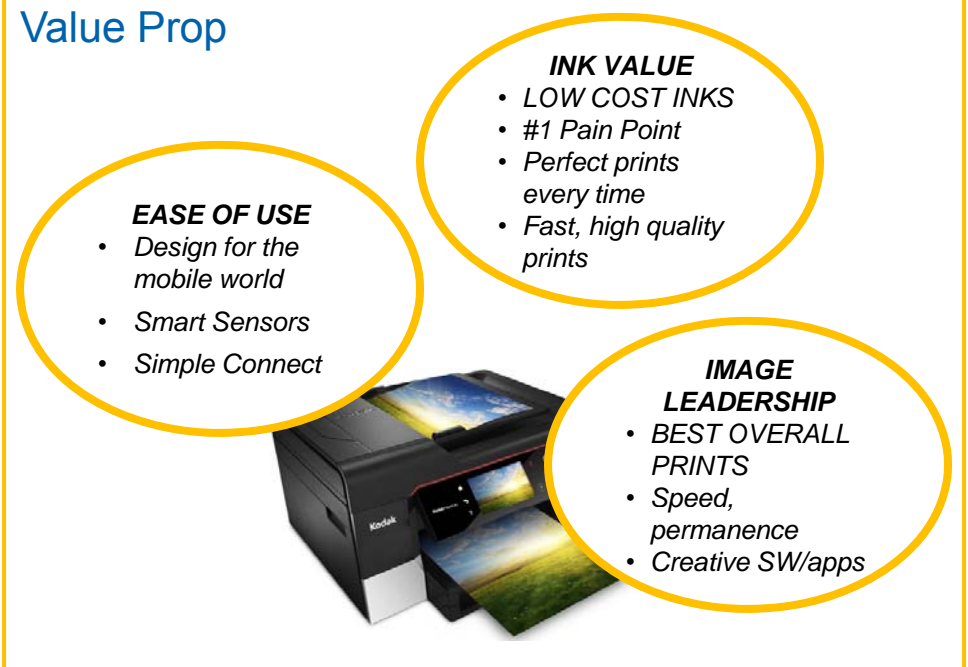 Value Prop
INK VALUE
• LOW COST INKS
• #1 Pain Point
• Perfect prints
every time
• Fast, high quality
prints
EASE OF USE
• Design for the
mobile world
• Smart Sensors
• Simple Connect
IMAGE
LEADERSHIP
• BEST OVERALL
PRINTS
• Speed,
permanence
• Creative SW/apps
Kodak